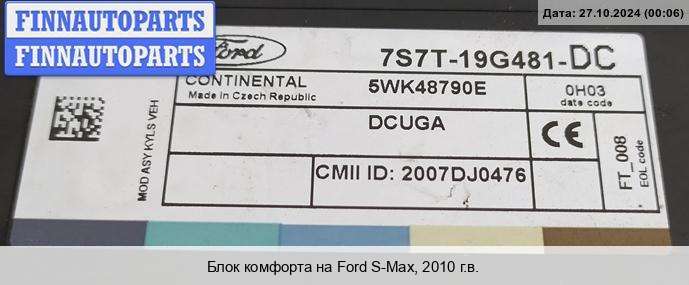 FINNAUTOPARTS
FINNAUTOPARTS
Дата: 27.10.2024 (00:06)
Ford
7S7T-19G481-DC
CONTINENTAL
Made in Czech Republic
5WK48790E
0H03
date code
MOD ASY KYLS VEH
DCUGA
CE
CMII ID: 2007DJ0476
FT_008
EOL code
Блок комфорта на Ford S-Max, 2010 г.в.